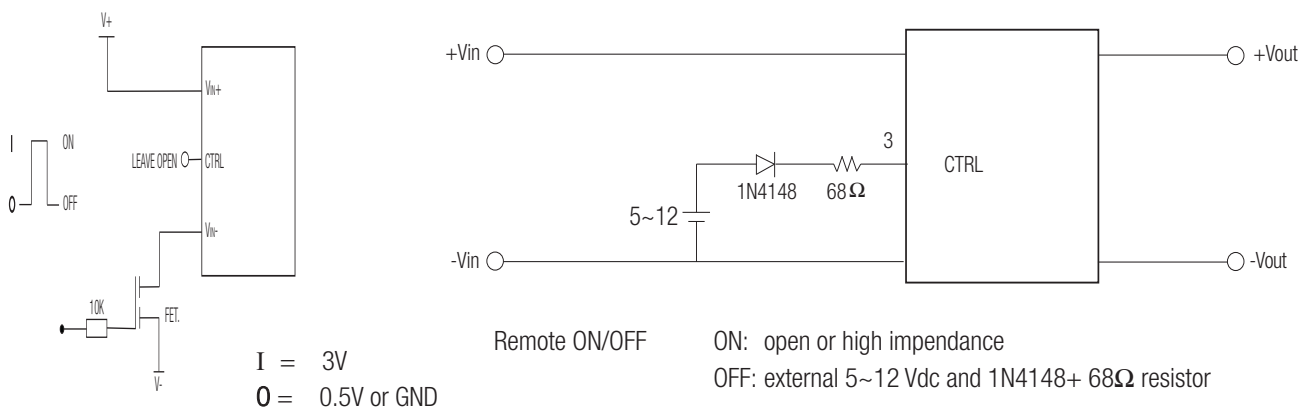 V+
VIN+
I
ON
LEAVE OPEN
CTRL
0
OFF
VIN-
10K
FET.
V-
I = 3V
0 = 0.5V or GND
+Vin
+Vout
3
CTRL
1N4148
68Ω
5~12
-Vin
-Vout
Remote ON/OFF
ON: open or high impendance
OFF: external 5~12 Vdc and 1N4148+ 68Ω resistor